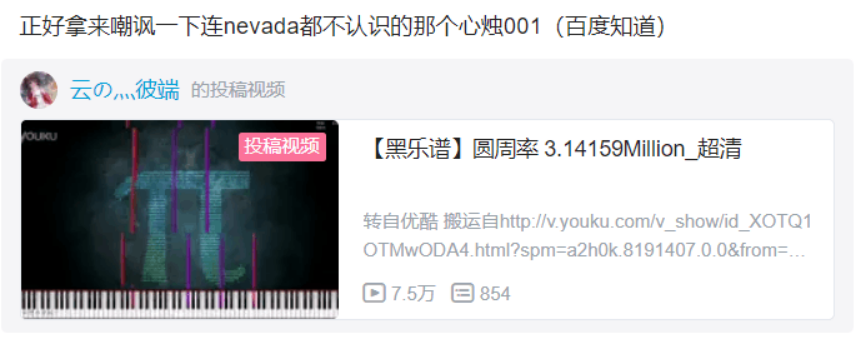 正好拿来嘲讽一下连nevada都不认识的那个心烛001（百度知道）
云の灬彼端 的投稿视频
YOUKU
投稿视频
【黑乐谱】圆周率 3.14159Million_超清
转自优酷 搬运自http://v.youku.com/v_show/id_XOTQ1
OTMwODA4.html?spm=a2h0k.8191407.0.0&from=...
7.5万 854